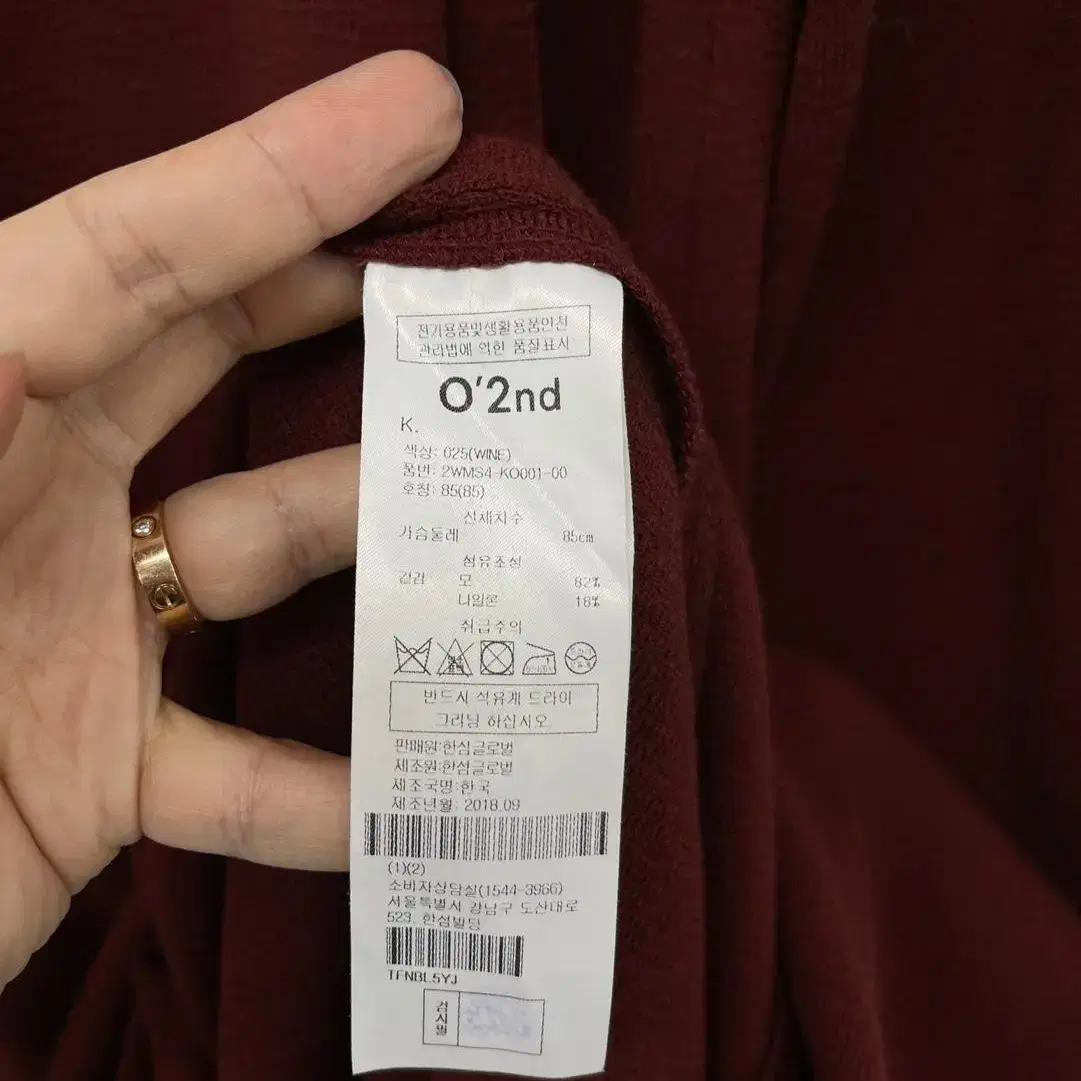 전기용품및생활용품안전
관리법에 의한 품질표시
O'2nd
K.
색상: 025(WINE)
품번: 2WMS4-KO001-00
호칭: 85(85)
신체치수
가슴둘레 85cm
섬유조성
겉감 모 82%
나일론 18%
취급주의
반드시 석유계 드라이
크리닝 하십시오
판매원:한섬글로벌
제조원:한섬글로벌
제조국명:한국
제조년월: 2018.09
(1)(2)
소비자상담실(1544-3966)
서울특별시 강남구 도산대로
523, 한섬빌딩
TFNBL5YJ
검사필